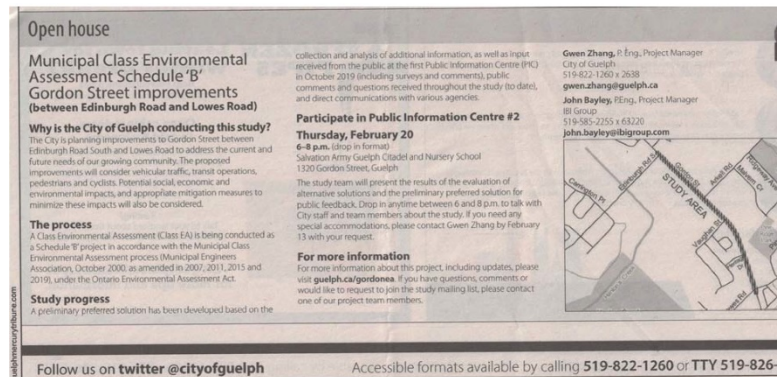 Open house
Municipal Class Environmental
Assessment Schedule 'B'
Gordon Street improvements
(between Edinburgh Road and Lowes Road)
Why is the City of Guelph conducting this study?
The City is planning improvements to Gordon Street between
Edinburgh Road South and Lowes Road to address the current and
future needs of our growing community. The proposed
improvements will consider vehicular traffic, transit operations,
pedestrians and cyclists. Potential social, economic and
environmental impacts, and appropriate mitigation measures to
minimize these impacts will also be considered.
The process
A Class Environmental Assessment (Class EA) is being conducted as
a Schedule 'B' project in accordance with the Municipal Class
Environmental Assessment process (Municipal Engineers
Association, October 2000, as amended in 2007, 2011, 2015 and
2019), under the Ontario Environmental Assessment Act.
Study progress
A preliminary preferred solution has been developed based on the
collection and analysis of additional information, as well as input
received from the public at the first Public Information Centre (PIC)
in October 2019 (including surveys and comments), public
comments and questions received throughout the study (to date),
and direct communications with various agencies.
Participate in Public Information Centre #2
Thursday, February 20
6–8 p.m. (drop in format)
Salvation Army Guelph Citadel and Nursery School
1320 Gordon Street, Guelph
The study team will present the results of the evaluation of
alternative solutions and the preliminary preferred solution for
public feedback. Drop in anytime between 6 and 8 p.m. to talk with
City staff and team members about the study. If you need any
special accommodations, please contact Gwen Zhang by February
13 with your request.
For more information
For more information about this project, including updates, please
visit guelph.ca/gordonea. If you have questions, comments or
would like to request to join the study mailing list, please contact
one of our project team members.
Gwen Zhang, P. Eng., Project Manager
City of Guelph
519-822-1260 x 2638
gwen.zhang@guelph.ca
John Bayley, P.Eng., Project Manager
IBI Group
519-585-2255 x 63220
john.bayley@ibigroup.com
Carrington Pl
Edinburgh Rd S
Gordon St
Arkell Rd
Ridgeway
STUDY AREA
Vaughan St
Follow us on twitter @cityofguelph
Accessible formats available by calling 519-822-1260 or TTY 519-826-